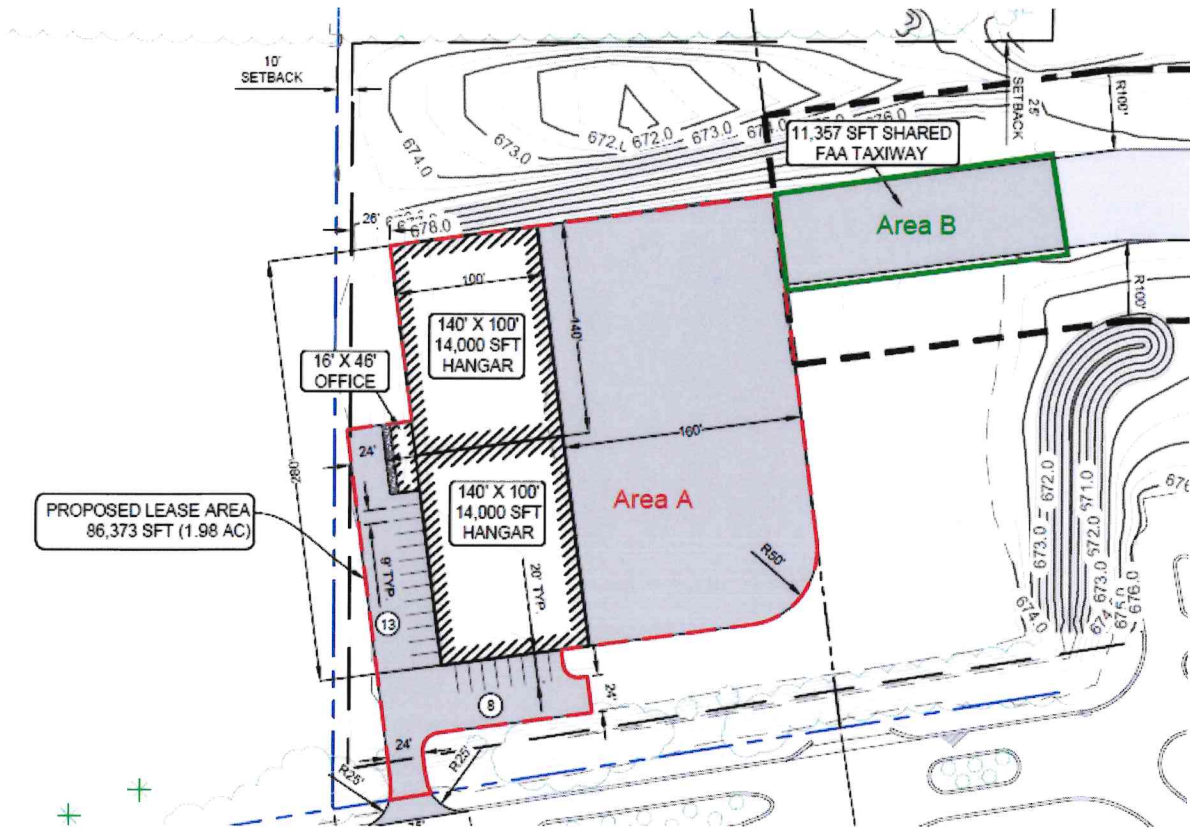 10'
SETBACK
674.0
673.0
672.0
673.0
676.0
25'
SETBACK
R100'
11,357 SFT SHARED
FAA TAXIWAY
Area B
26'
678.0
100'
140'
140' X 100'
14,000 SFT
HANGAR
R100'
16' X 46'
OFFICE
280'
24'
160'
PROPOSED LEASE AREA
86,373 SFT (1.98 AC)
140' X 100'
14,000 SFT
HANGAR
Area A
672.0
673.0
674.0
671.0
672.0
673.0
675.0
676.0
9' TYP.
20' TYP.
R50'
13
8
24'
24'
R25'
R25'